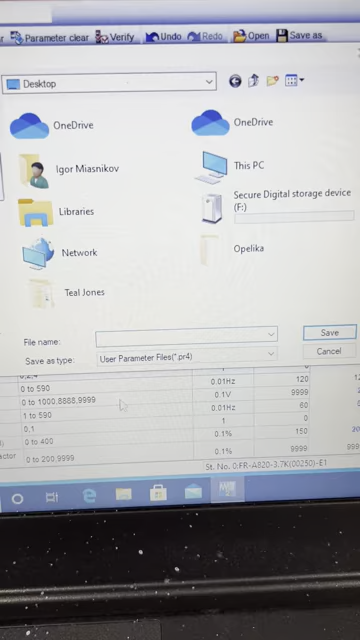 Parameter clear Verify Undo Redo Open Save as
Desktop
OneDrive OneDrive
Igor Miasnikov This PC
Libraries Secure Digital storage device (F:)
Network Opelika
Teal Jones
File name: Save
Save as type: User Parameter Files(*.pr4) Cancel
0 to 590 0.01Hz 120
0 to 1000,8888,9999 0.1V 9999
1 to 590 0.01Hz 60
0,1 1 0
0 to 400 0.1% 150
actor 0 to 200,9999 0.1% 9999
St. No. 0:FR-A820-3.7K(00250)-E1